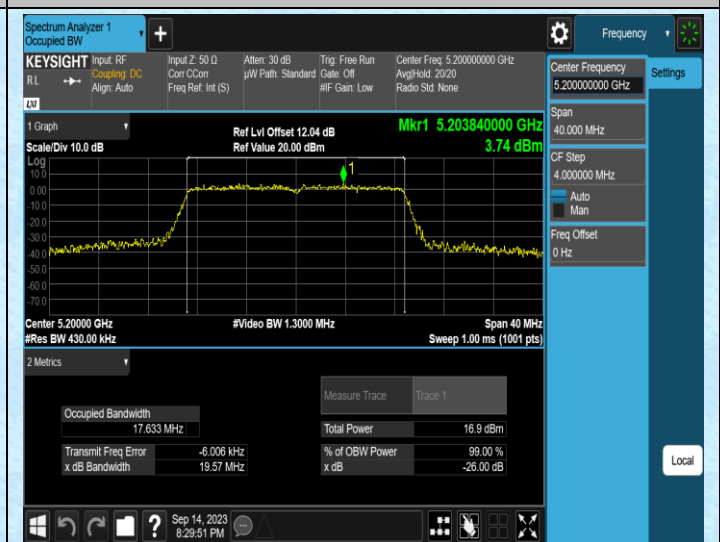 Spectrum Analyzer 1
Occupied BW
+
Frequency
KEYSIGHT
RL
LXI
Input: RF
Coupling: DC
Align: Auto
Input Z: 50 Ω
Corr CCorr
Freq Ref: Int (S)
Atten: 30 dB
µW Path: Standard
Trig: Free Run
Gate: Off
#IF Gain: Low
Center Freq: 5.200000000 GHz
Avg|Hold: 20/20
Radio Std: None
Center Frequency
5.200000000 GHz
Settings
Span
40.000 MHz
CF Step
4.000000 MHz
Auto
Man
Freq Offset
0 Hz
1 Graph
Scale/Div 10.0 dB
Ref Lvl Offset 12.04 dB
Ref Value 20.00 dBm
Mkr1 5.203840000 GHz
3.74 dBm
Log
10.0
0.00
-10.0
-20.0
-30.0
-40.0
-50.0
-60.0
-70.0
1
Center 5.20000 GHz
#Video BW 1.3000 MHz
Span 40 MHz
#Res BW 430.00 kHz
Sweep 1.00 ms (1001 pts)
2 Metrics
Measure Trace
Trace 1
Occupied Bandwidth
17.633 MHz
Total Power
16.9 dBm
Transmit Freq Error
-6.006 kHz
% of OBW Power
99.00 %
x dB Bandwidth
19.57 MHz
x dB
-26.00 dB
Local
?
Sep 14, 2023
8:29:51 PM